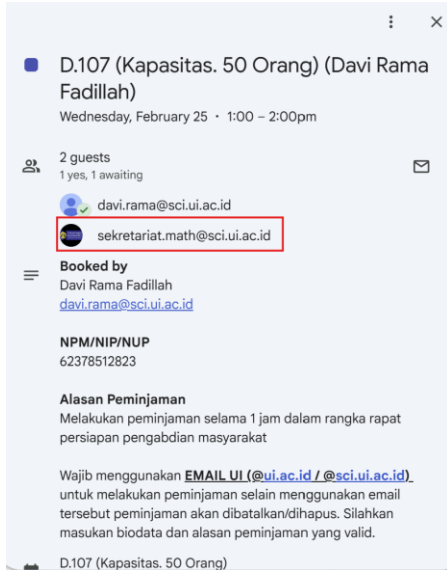 D.107 (Kapasitas. 50 Orang) (Davi Rama
Fadillah)
Wednesday, February 25 • 1:00 – 2:00pm
2 guests
1 yes, 1 awaiting
davi.rama@sci.ui.ac.id
sekretariat.math@sci.ui.ac.id
Booked by
Davi Rama Fadillah
davi.rama@sci.ui.ac.id
NPM/NIP/NUP
62378512823
Alasan Peminjaman
Melakukan peminjaman selama 1 jam dalam rangka rapat
persiapan pengabdian masyarakat
Wajib menggunakan EMAIL UI (@ui.ac.id / @sci.ui.ac.id)
untuk melakukan peminjaman selain menggunakan email
tersebut peminjaman akan dibatalkan/dihapus. Silahkan
masukan biodata dan alasan peminjaman yang valid.
D.107 (Kapasitas. 50 Orang)